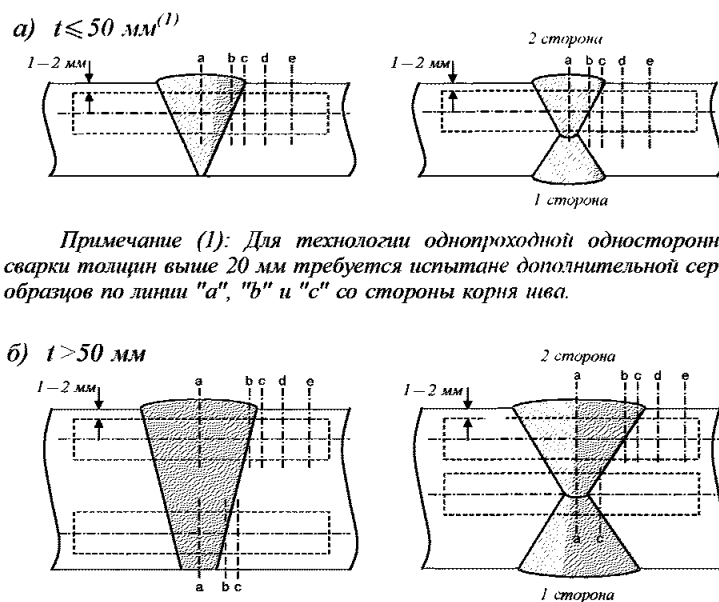 а) t⩽50 мм(1)
2 сторона
1–2 мм
a b c d e
1–2 мм
a b c d e
1 сторона
Примечание (1): Для технологии однопроходной односторонн
сварки толщин выше 20 мм требуется испытане дополнительной сер
образцов по линии "a", "b" и "c" со стороны корня шва.
б) t>50 мм
2 сторона
1–2 мм
a b c d e
1–2 мм
a b c d e
a b c
a c
1 сторона